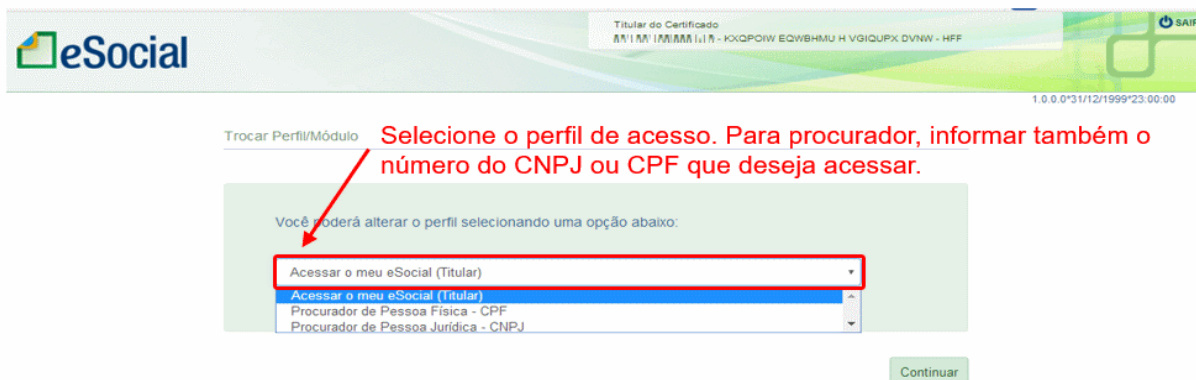 Titular do Certificado
- KXQPOIW EQWBHMU H VGIQUPX DVNW - HFF
SAIR
eSocial
1.0.0.0*31/12/1999*23:00:00
Trocar Perfil/Módulo
Selecione o perfil de acesso. Para procurador, informar também o
número do CNPJ ou CPF que deseja acessar.
Você poderá alterar o perfil selecionando uma opção abaixo:
Acessar o meu eSocial (Titular)
Acessar o meu eSocial (Titular)
Procurador de Pessoa Física - CPF
Procurador de Pessoa Jurídica - CNPJ
Continuar